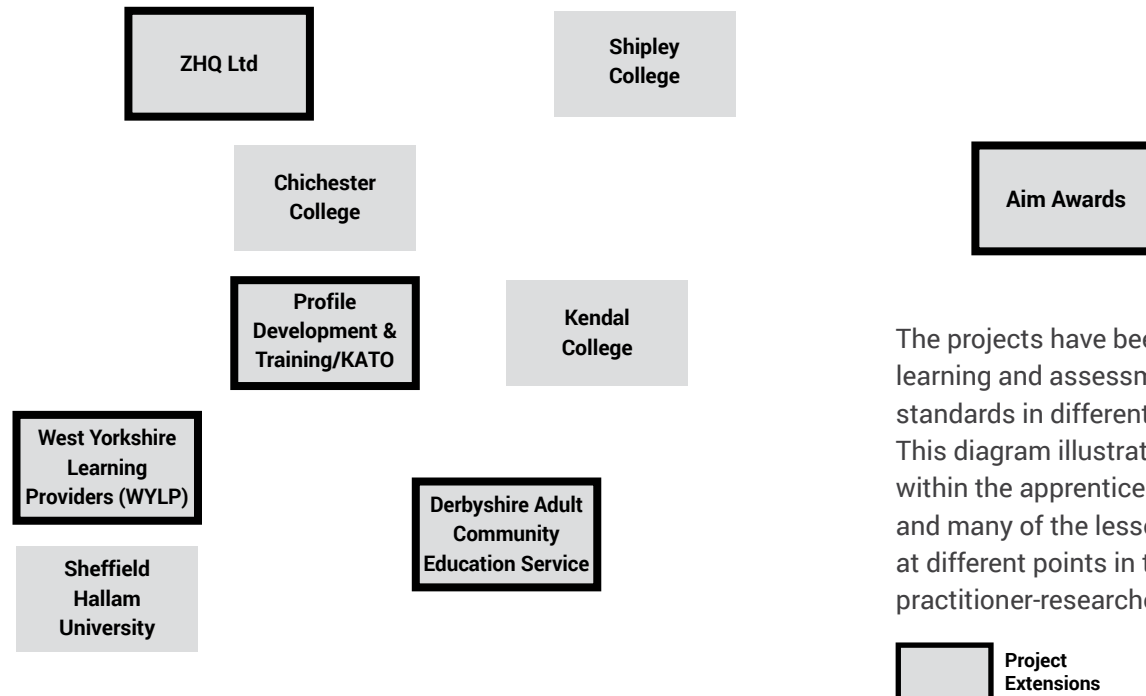 ZHQ Ltd
Shipley
College
Chichester
College
Aim Awards
Profile
Development &
Training/KATO
Kendal
College
West Yorkshire
Learning
Providers (WYLP)
Derbyshire Adult
Community
Education Service
Sheffield
Hallam
University
The projects have bee
learning and assessm
standards in different
This diagram illustrat
within the apprentice
and many of the less
at different points in t
practitioner-researche
Project
Extensions